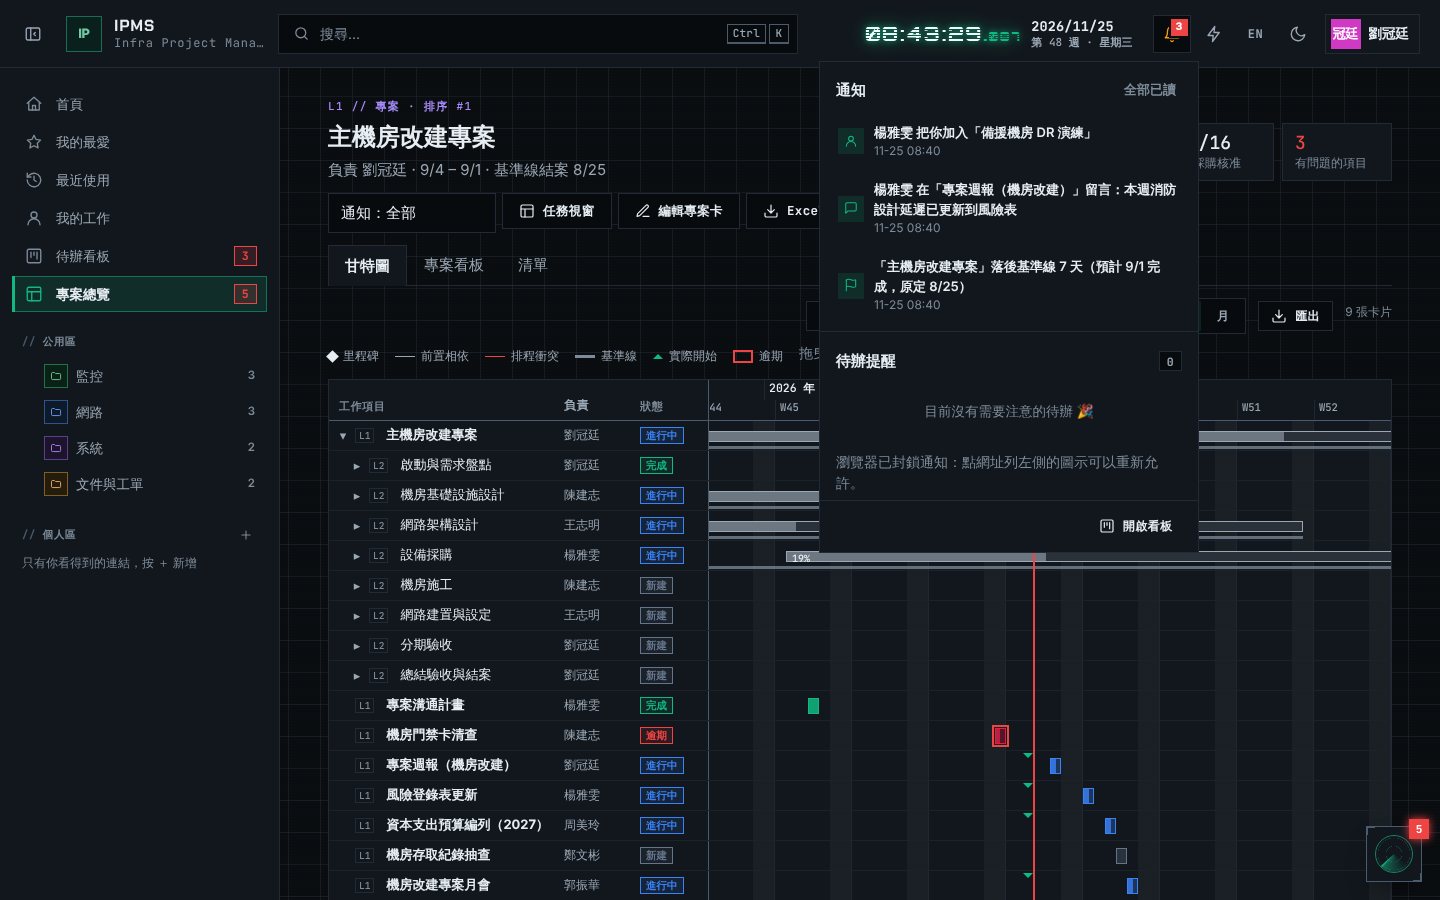 IP
IPMS
Infra Project Mana…
搜尋...
Ctrl K
08:43:29.007
2026/11/25
第 48 週 · 星期三
3
EN
冠廷
劉冠廷
首頁
我的最愛
最近使用
我的工作
待辦看板
3
專案總覽
5
// 公用區
監控
3
網路
3
系統
2
文件與工單
2
// 個人區
+
只有你看得到的連結，按 + 新增
L1 // 專案 · 排序 #1
主機房改建專案
負責 劉冠廷 · 9/4 – 9/1 · 基準線結案 8/25
通知：全部
任務視窗
編輯專案卡
Exce
/16
採購核准
3
有問題的項目
甘特圖
專案看板
清單
月
匯出
9 張卡片
里程碑
前置相依
排程衝突
基準線
實際開始
逾期
拖曳
通知
全部已讀
楊雅雯 把你加入「備援機房 DR 演練」
11-25 08:40
楊雅雯 在「專案週報（機房改建）」留言：本週消防
設計延遲已更新到風險表
11-25 08:40
「主機房改建專案」落後基準線 7 天（預計 9/1 完
成，原定 8/25）
11-25 08:40
待辦提醒
0
目前沒有需要注意的待辦 🎉
瀏覽器已封鎖通知：點網址列左側的圖示可以重新允
許。
開啟看板
工作項目
負責
狀態
2026 年
44
W45
W51
W52
▼ L1 主機房改建專案 劉冠廷 進行中
▶ L2 啟動與需求盤點 劉冠廷 完成
▶ L2 機房基礎設施設計 陳建志 進行中
▶ L2 網路架構設計 王志明 進行中
▶ L2 設備採購 楊雅雯 進行中 19%
▶ L2 機房施工 陳建志 新建
▶ L2 網路建置與設定 王志明 新建
▶ L2 分期驗收 劉冠廷 新建
▶ L2 總結驗收與結案 劉冠廷 新建
L1 專案溝通計畫 楊雅雯 完成
L1 機房門禁卡清查 陳建志 逾期
L1 專案週報（機房改建） 劉冠廷 進行中
L1 風險登錄表更新 楊雅雯 進行中
L1 資本支出預算編列（2027） 周美玲 進行中
L1 機房存取紀錄抽查 鄭文彬 新建
L1 機房改建專案月會 郭振華 進行中
5